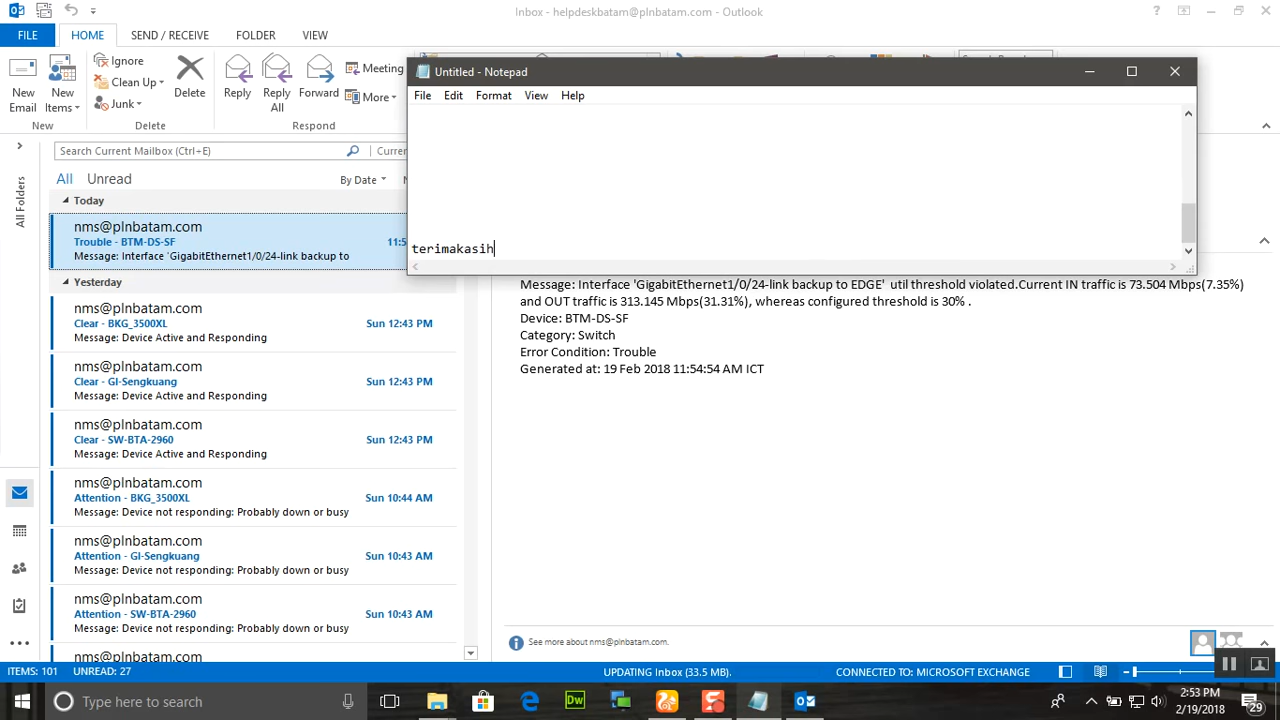 Inbox - helpdeskbatam@plnbatam.com - Outlook
FILE HOME SEND / RECEIVE FOLDER VIEW
New Email
New Items
Ignore
Clean Up
Junk
Delete
Reply
Reply All
Forward
Meeting
More
New Delete Respond
Untitled - Notepad
File Edit Format View Help
terimakasih
All Folders
Search Current Mailbox (Ctrl+E)
All Unread By Date
Today
nms@plnbatam.com
Trouble - BTM-DS-SF 11:5
Message: Interface 'GigabitEthernet1/0/24-link backup to
Yesterday
nms@plnbatam.com
Clear - BKG_3500XL Sun 12:43 PM
Message: Device Active and Responding
nms@plnbatam.com
Clear - GI-Sengkuang Sun 12:43 PM
Message: Device Active and Responding
nms@plnbatam.com
Clear - SW-BTA-2960 Sun 12:43 PM
Message: Device Active and Responding
nms@plnbatam.com
Attention - BKG_3500XL Sun 10:44 AM
Message: Device not responding: Probably down or busy
nms@plnbatam.com
Attention - GI-Sengkuang Sun 10:43 AM
Message: Device not responding: Probably down or busy
nms@plnbatam.com
Attention - SW-BTA-2960 Sun 10:43 AM
Message: Device not responding: Probably down or busy
nms@plnbatam.com
Message: Interface 'GigabitEthernet1/0/24-link backup to EDGE' util threshold violated.Current IN traffic is 73.504 Mbps(7.35%)
and OUT traffic is 313.145 Mbps(31.31%), whereas configured threshold is 30% .
Device: BTM-DS-SF
Category: Switch
Error Condition: Trouble
Generated at: 19 Feb 2018 11:54:54 AM ICT
See more about nms@plnbatam.com.
ITEMS: 101 UNREAD: 27 UPDATING Inbox (33.5 MB). CONNECTED TO: MICROSOFT EXCHANGE
Type here to search
Dw
2:53 PM
2/19/2018
29